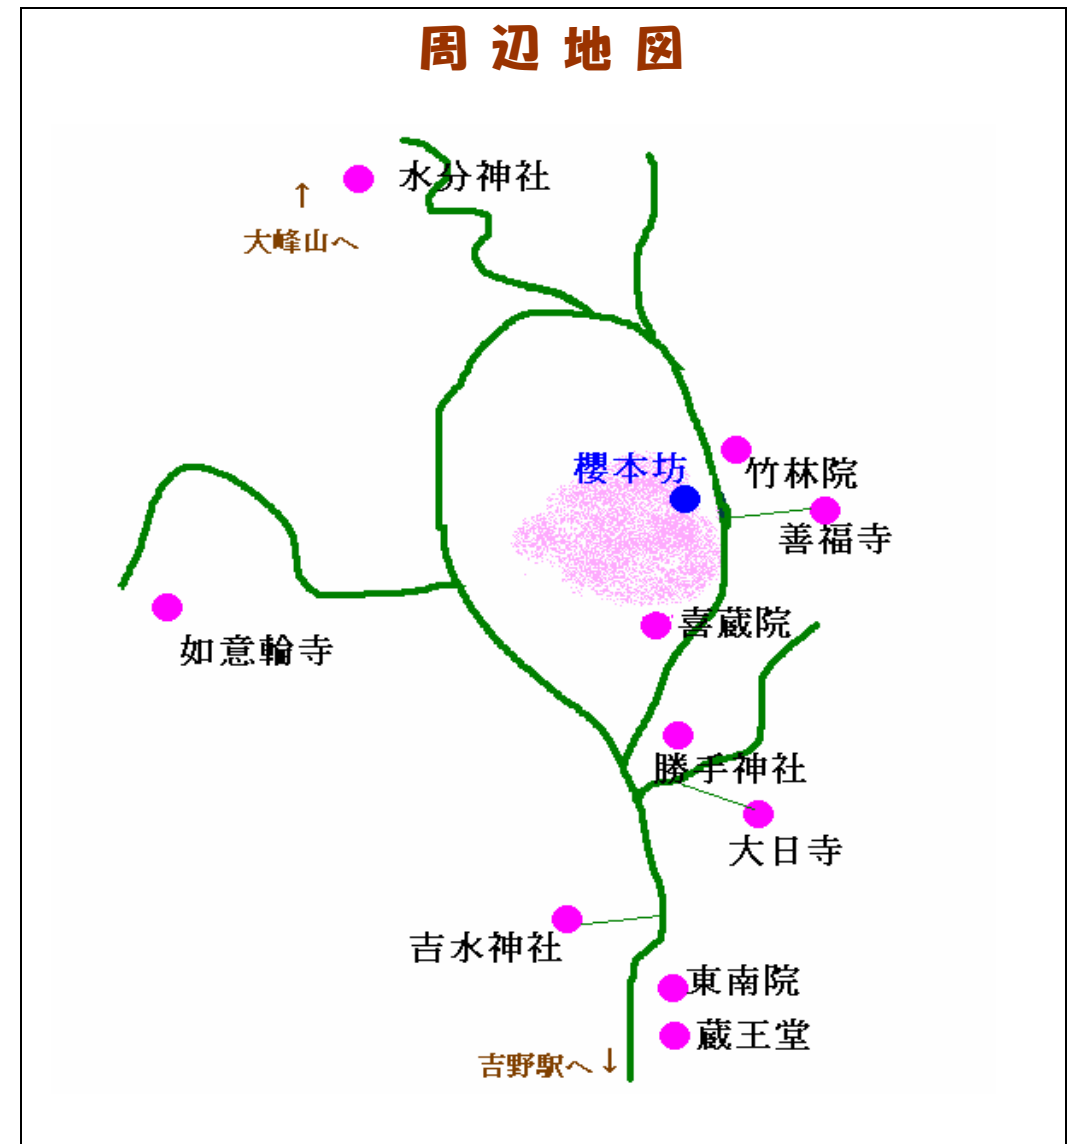 周辺地図
水分神社
↑
大峰山へ
櫻本坊
竹林院
善福寺
喜蔵院
如意輪寺
勝手神社
大日寺
吉水神社
東南院
蔵王堂
吉野駅へ↓